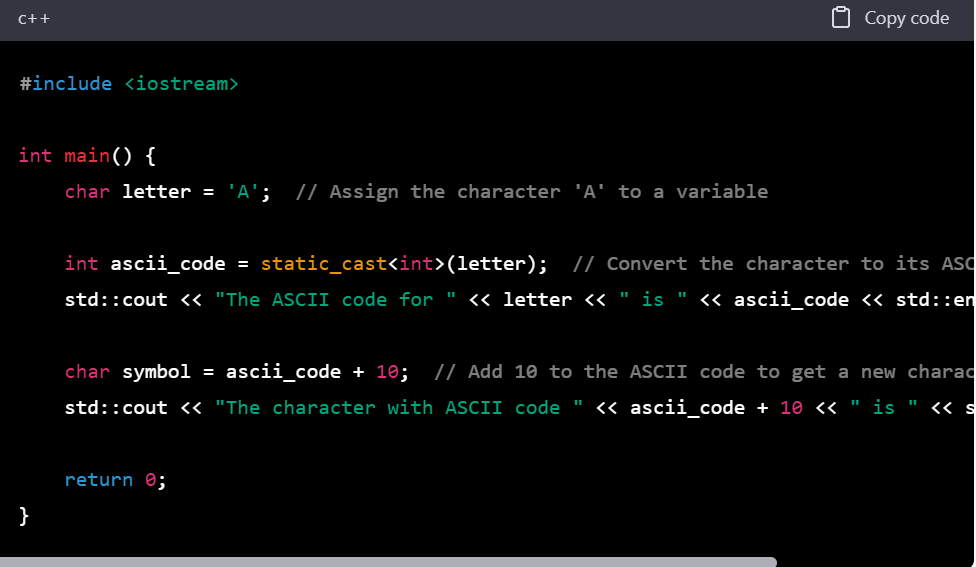 c++
Copy code
#include <iostream>
int main() {
char letter = 'A';  // Assign the character 'A' to a variable
int ascii_code = static_cast<int>(letter);  // Convert the character to its ASC
std::cout << "The ASCII code for " << letter << " is " << ascii_code << std::en
char symbol = ascii_code + 10;  // Add 10 to the ASCII code to get a new charac
std::cout << "The character with ASCII code " << ascii_code + 10 << " is " << s
return 0;
}